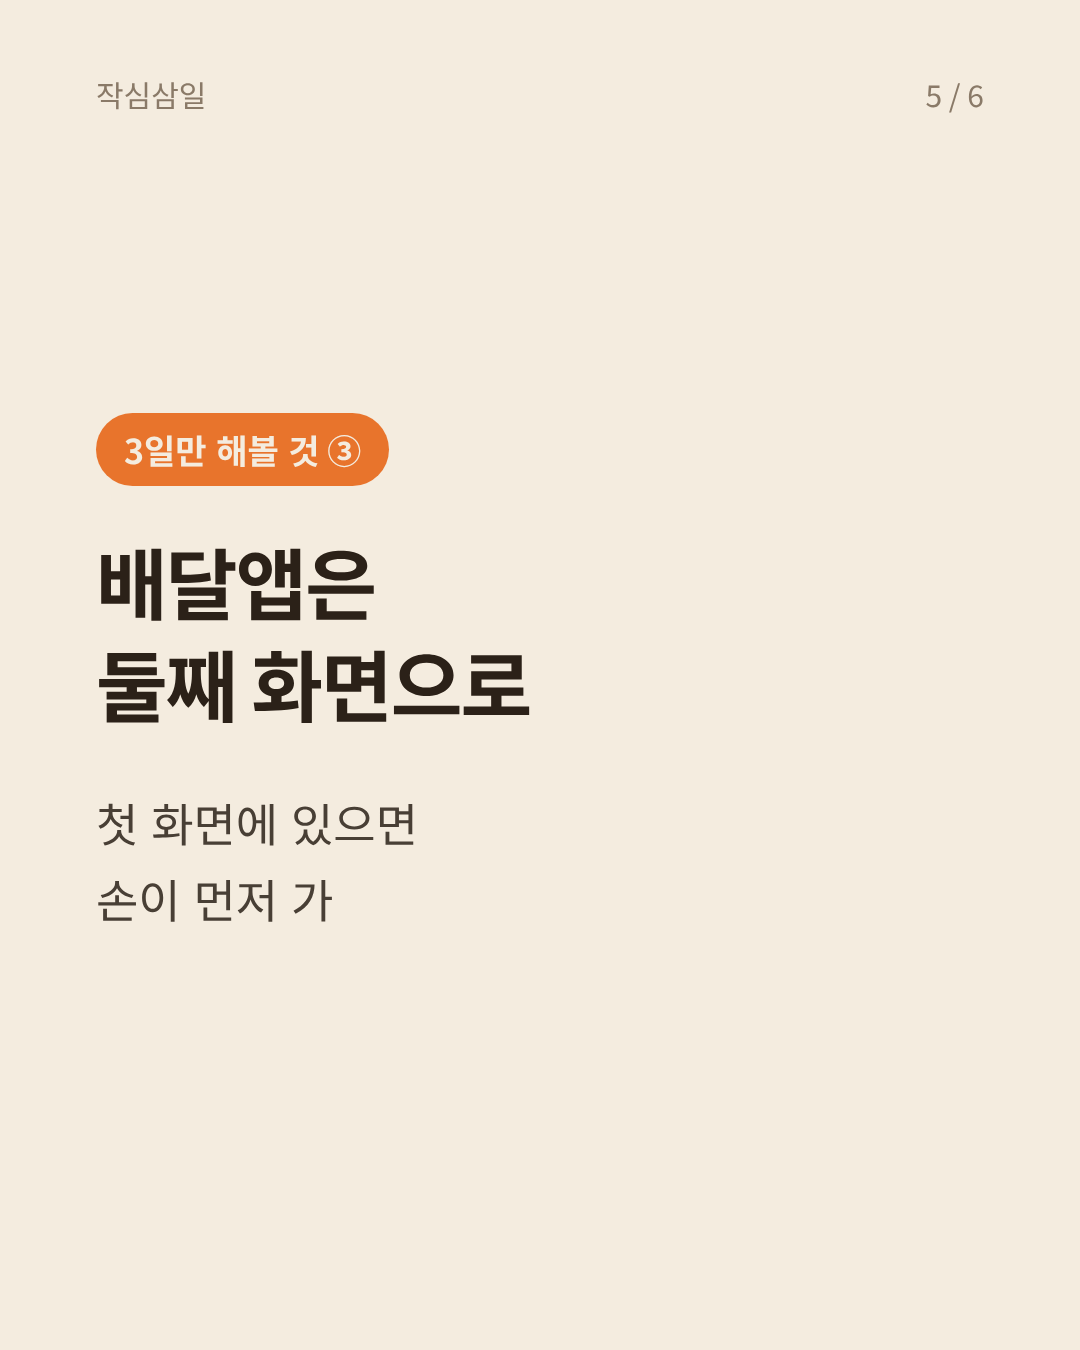 작심삼일
5 / 6
3일만 해볼 것 ③
배달앱은
둘째 화면으로
첫 화면에 있으면
손이 먼저 가